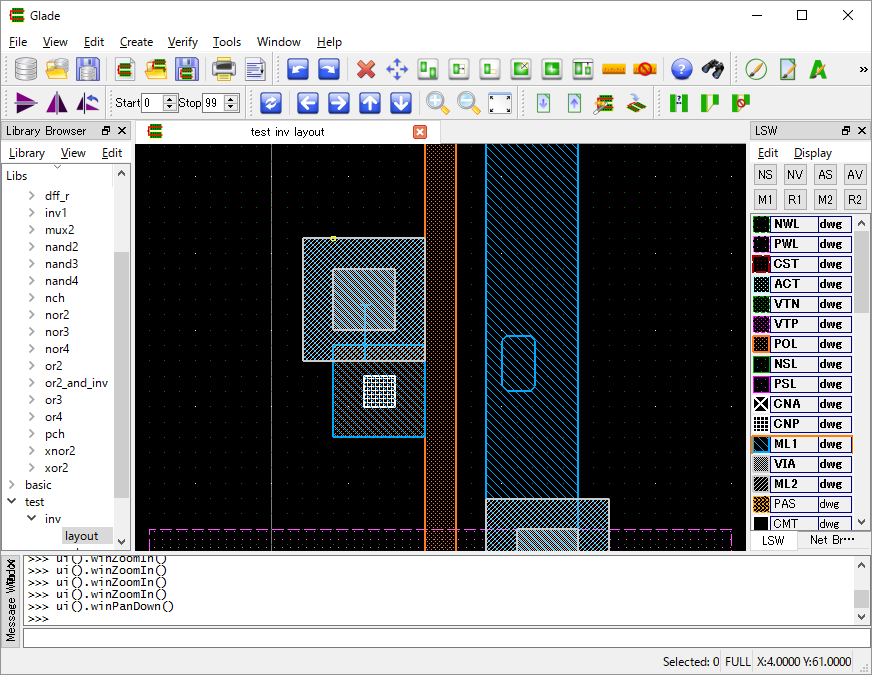 Glade
File View Edit Create Verify Tools Window Help
Start 0 Stop 99 »
Library Browser
test inv layout
LSW
Library View Edit
Edit Display
Libs
dff_r
inv1
mux2
nand2
nand3
nand4
nch
nor2
nor3
nor4
or2
or2_and_inv
or3
or4
pch
xnor2
xor2
basic
test
inv
layout
NS NV AS AV
M1 R1 M2 R2
NWL dwg
PWL dwg
CST dwg
ACT dwg
VTN dwg
VTP dwg
POL dwg
NSL dwg
PSL dwg
CNA dwg
CNP dwg
ML1 dwg
VIA dwg
ML2 dwg
PAS dwg
CMT dwg
LSW Net Br···
Message Window
>>> ui().winZoomIn()
>>> ui().winZoomIn()
>>> ui().winZoomIn()
>>> ui().winZoomIn()
>>> ui().winPanDown()
>>>
Selected: 0 FULL X:4.0000 Y:61.0000